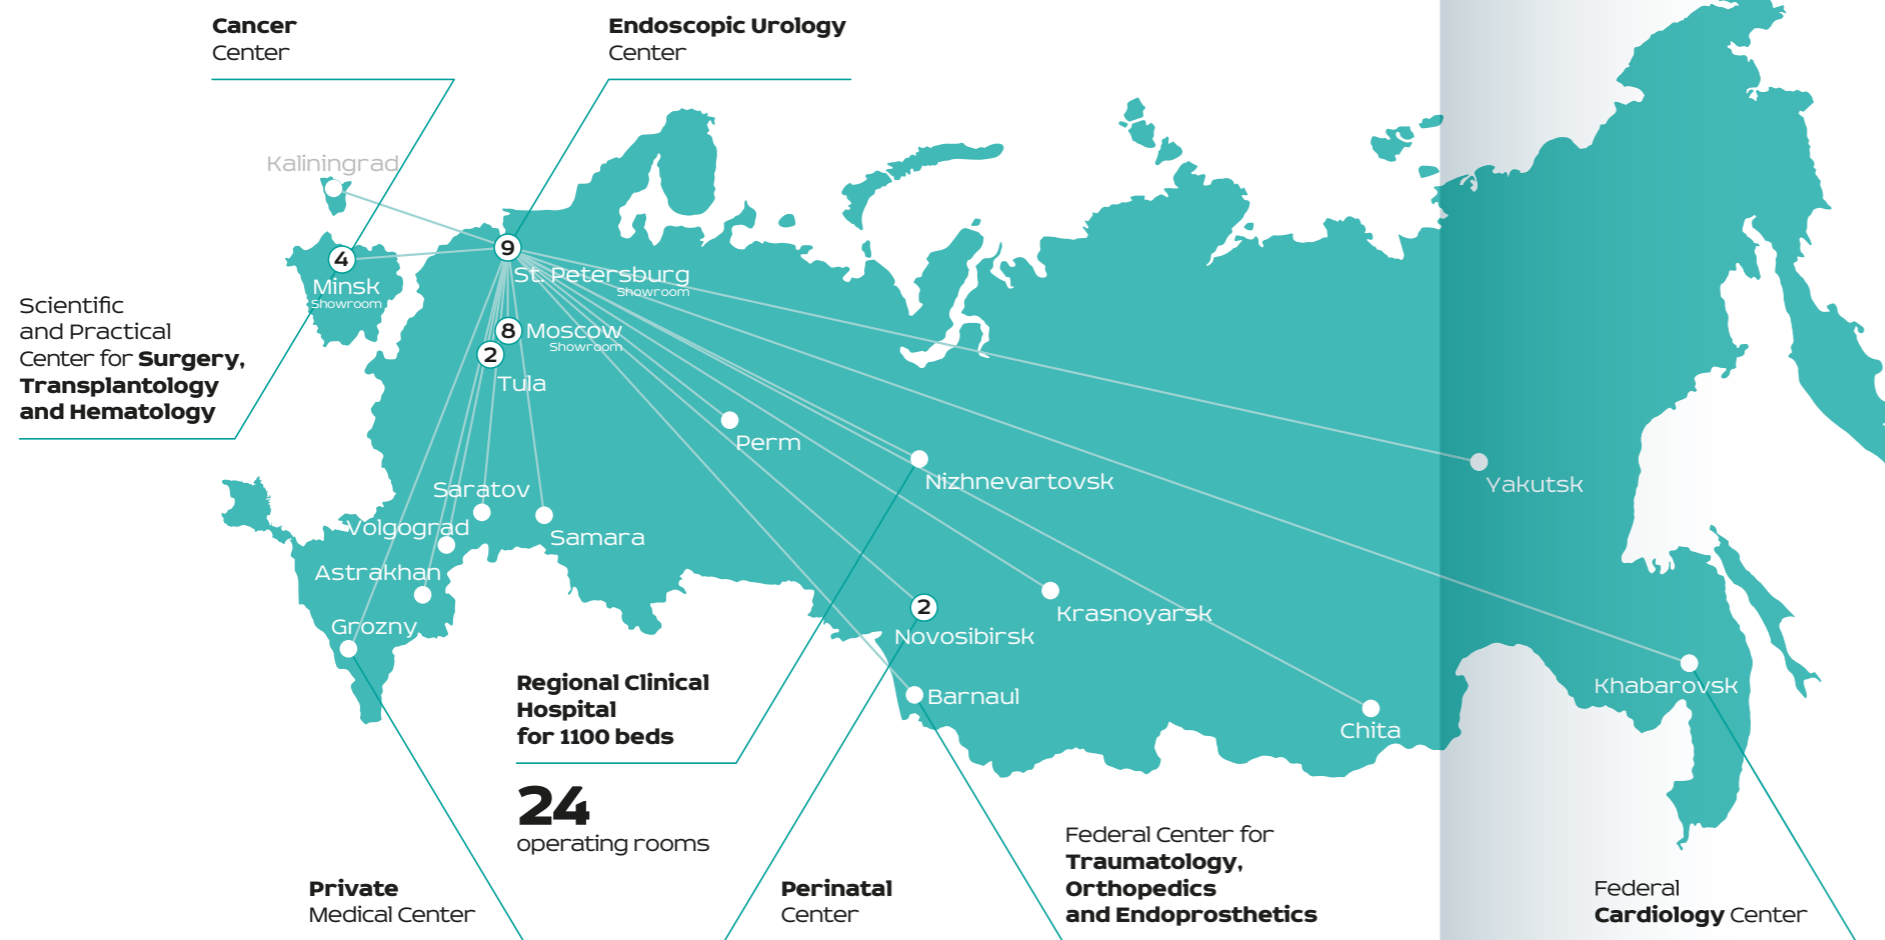 Cancer
Center
Endoscopic Urology
Center
Kaliningrad
9
4
St. Petersburg
Showroom
Minsk
Showroom
Scientific
and Practical
Center for Surgery,
Transplantology
and Hematology
8
Moscow
Showroom
2
Tula
Perm
Nizhnevartovsk
Yakutsk
Saratov
Volgograd
Samara
Astrakhan
Grozny
2
Novosibirsk
Krasnoyarsk
Khabarovsk
Barnaul
Chita
Regional Clinical
Hospital
for 1100 beds
24
operating rooms
Private
Medical Center
Perinatal
Center
Federal Center for
Traumatology,
Orthopedics
and Endoprosthetics
Federal
Cardiology Center